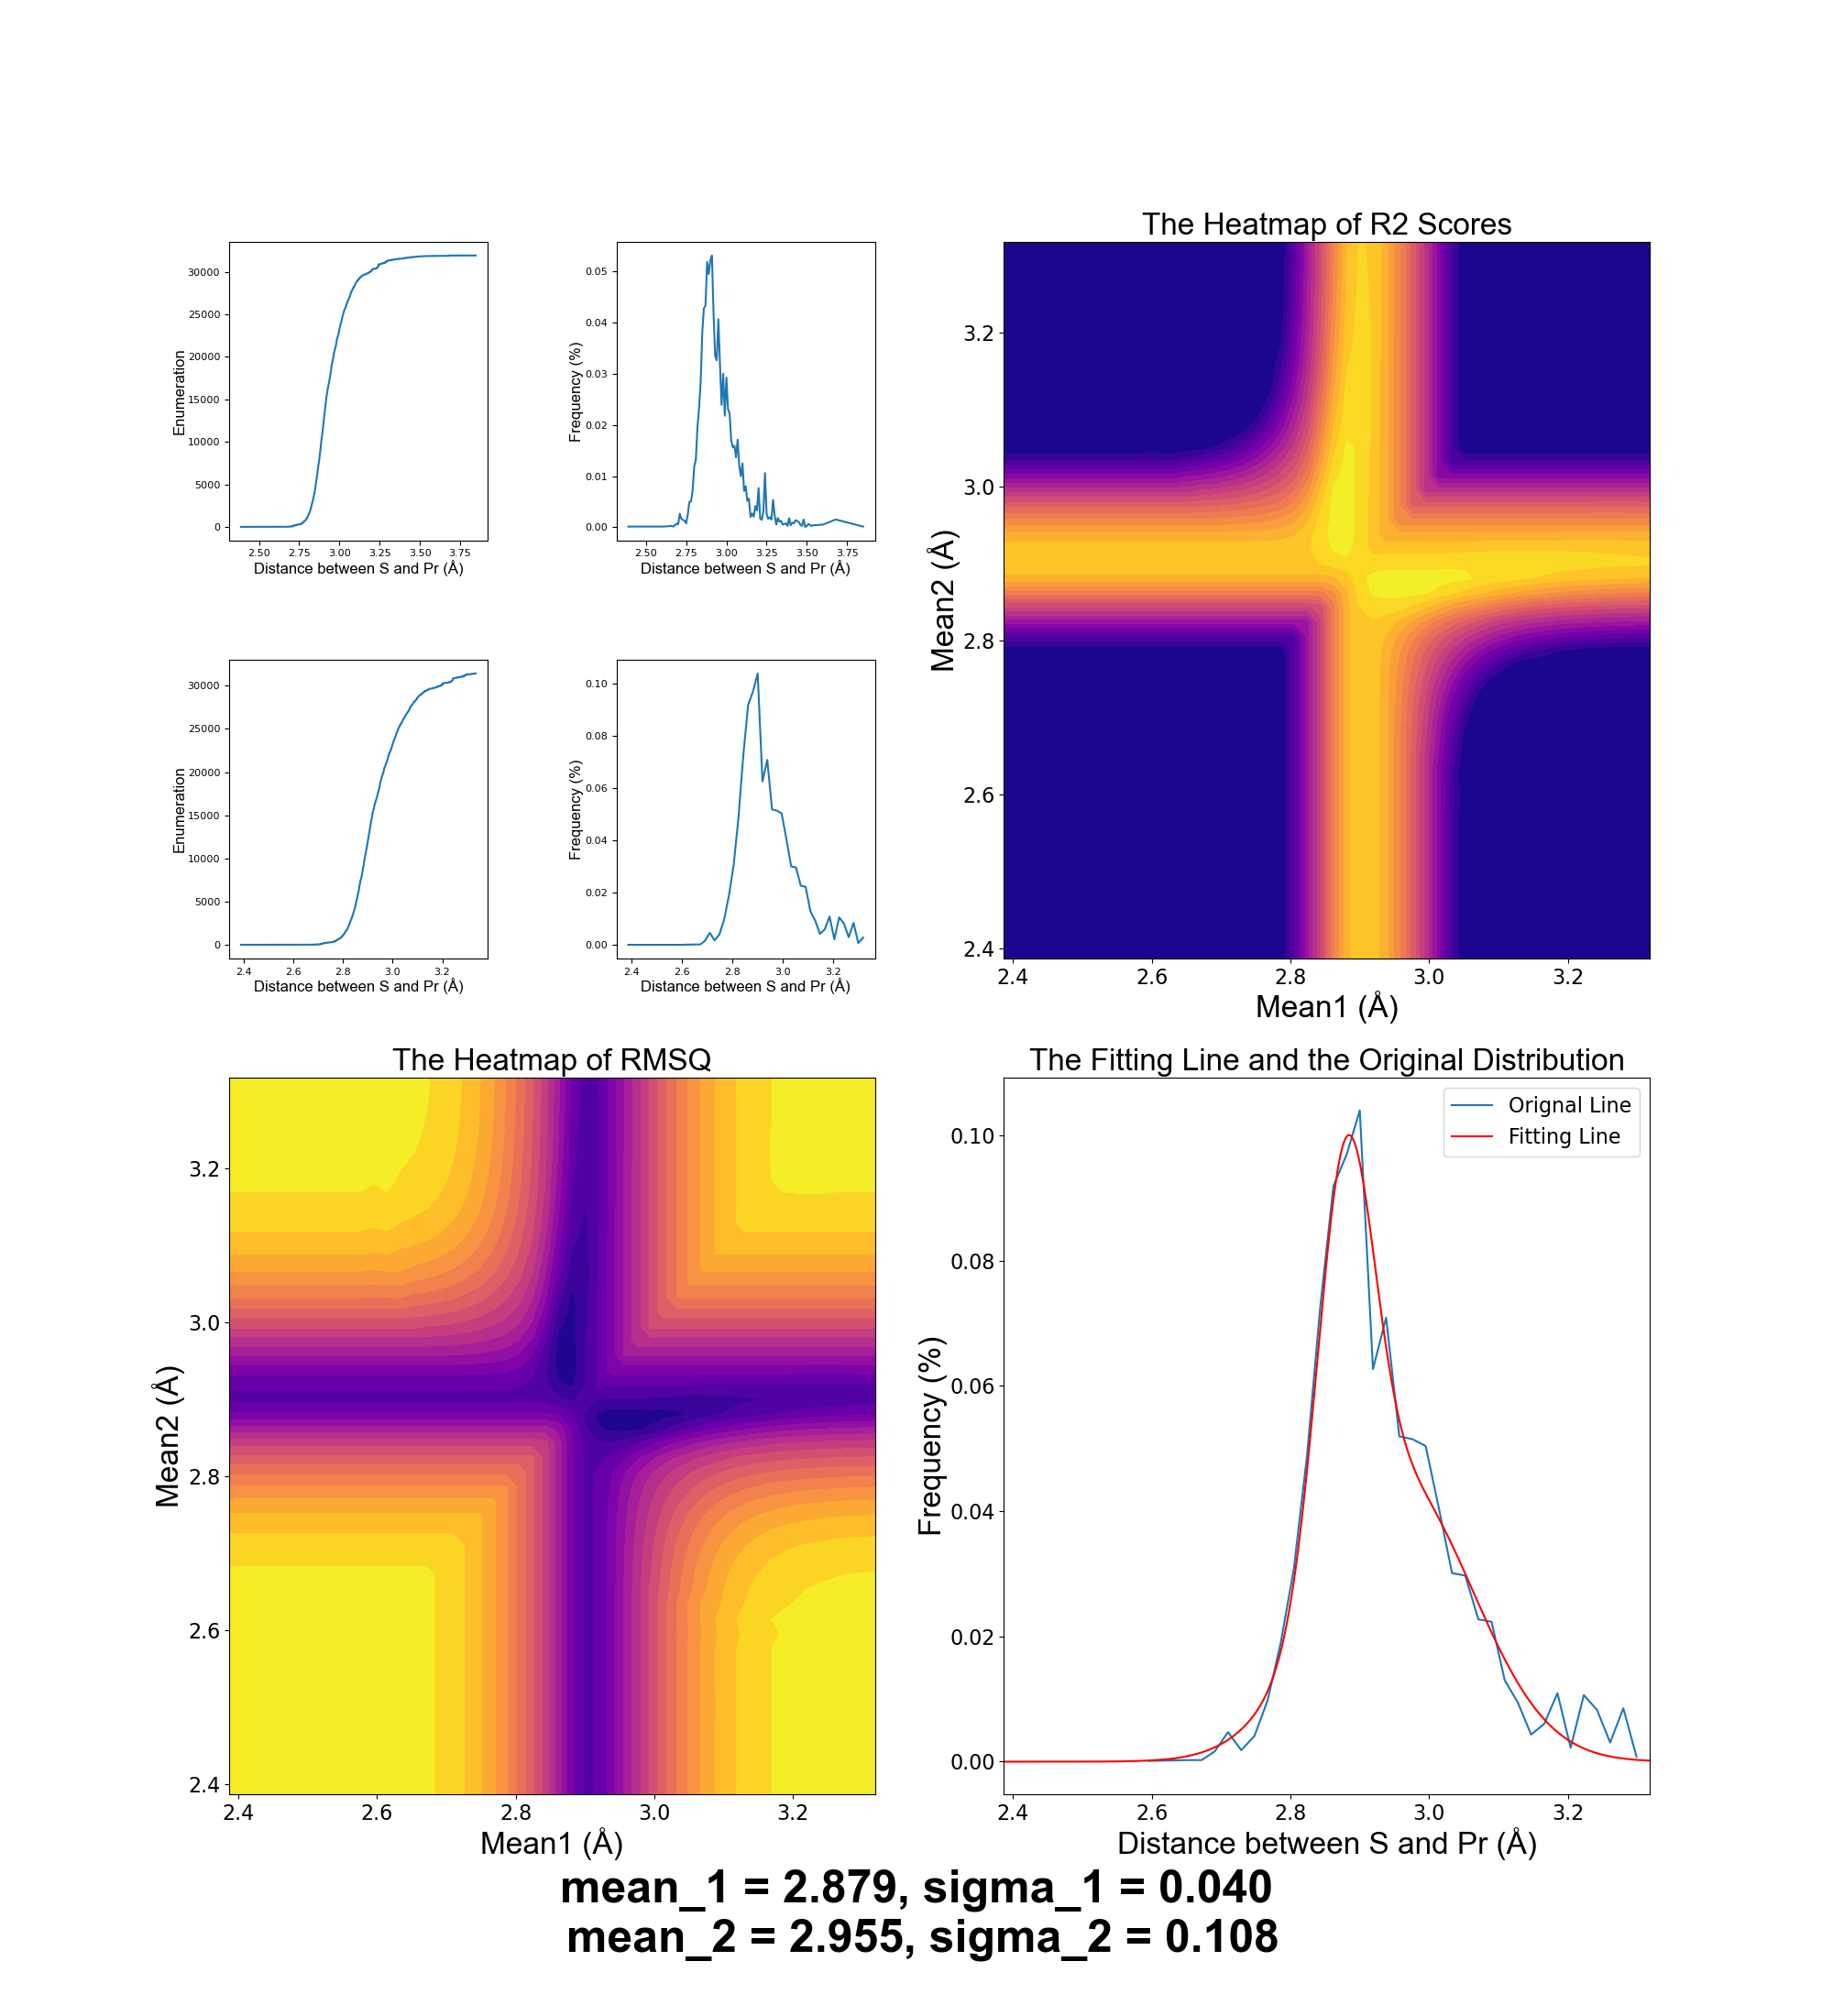 Enumeration
30000
25000
20000
15000
10000
5000
0
2.50 2.75 3.00 3.25 3.50 3.75
Distance between S and Pr (Å)
Frequency (%)
0.05
0.04
0.03
0.02
0.01
0.00
2.50 2.75 3.00 3.25 3.50 3.75
Distance between S and Pr (Å)
The Heatmap of R2 Scores
Mean2 (Å)
3.2
3.0
2.8
2.6
2.4
2.4 2.6 2.8 3.0 3.2
Mean1 (Å)
Enumeration
30000
25000
20000
15000
10000
5000
0
2.4 2.6 2.8 3.0 3.2
Distance between S and Pr (Å)
Frequency (%)
0.10
0.08
0.06
0.04
0.02
0.00
2.4 2.6 2.8 3.0 3.2
Distance between S and Pr (Å)
The Heatmap of RMSQ
Mean2 (Å)
3.2
3.0
2.8
2.6
2.4
2.4 2.6 2.8 3.0 3.2
Mean1 (Å)
The Fitting Line and the Original Distribution
Orignal Line
Fitting Line
Frequency (%)
0.10
0.08
0.06
0.04
0.02
0.00
2.4 2.6 2.8 3.0 3.2
Distance between S and Pr (Å)
mean_1 = 2.879, sigma_1 = 0.040
mean_2 = 2.955, sigma_2 = 0.108